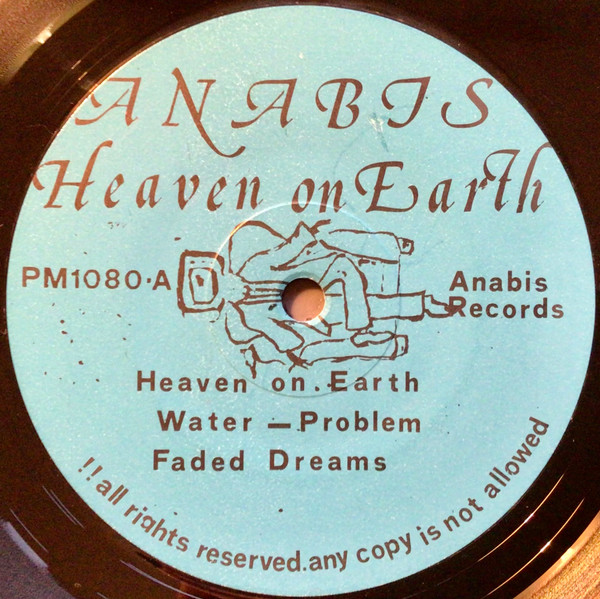 ANABIS
Heaven on Earth
PM1080·A
Anabis
Records
Heaven on.Earth
Water — Problem
Faded Dreams
!!all rights reserved.any copy is not allowed